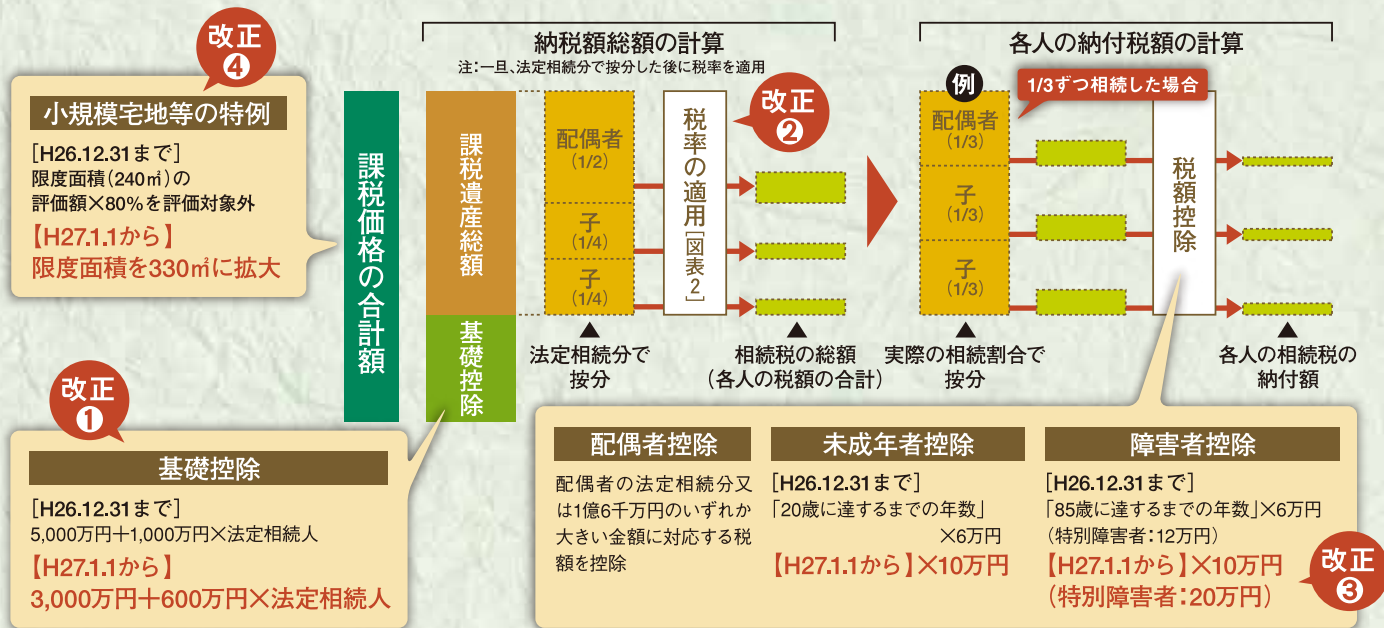 改正
❹
小規模宅地等の特例
[H26.12.31まで]
限度面積(240㎡)の
評価額×80%を評価対象外
【H27.1.1から】
限度面積を330㎡に拡大
課税価格の合計額
納税額総額の計算
注:一旦、法定相続分で按分した後に税率を適用
課税遺産総額
基礎控除
配偶者
(1/2)
子
(1/4)
子
(1/4)
税率の適用[図表2]
改正
❷
▲
法定相続分で
按分
▲
相続税の総額
(各人の税額の合計)
各人の納付税額の計算
例
1/3ずつ相続した場合
配偶者
(1/3)
子
(1/3)
子
(1/3)
税額控除
▲
実際の相続割合で
按分
▲
各人の相続税の
納付額
改正
❶
基礎控除
[H26.12.31まで]
5,000万円+1,000万円×法定相続人
【H27.1.1から】
3,000万円+600万円×法定相続人
配偶者控除
配偶者の法定相続分又
は1億6千万円のいずれか
大きい金額に対応する税
額を控除
未成年者控除
[H26.12.31まで]
「20歳に達するまでの年数」
×6万円
【H27.1.1から】×10万円
障害者控除
[H26.12.31まで]
「85歳に達するまでの年数」×6万円
(特別障害者:12万円)
【H27.1.1から】×10万円
(特別障害者:20万円)
改正
❸